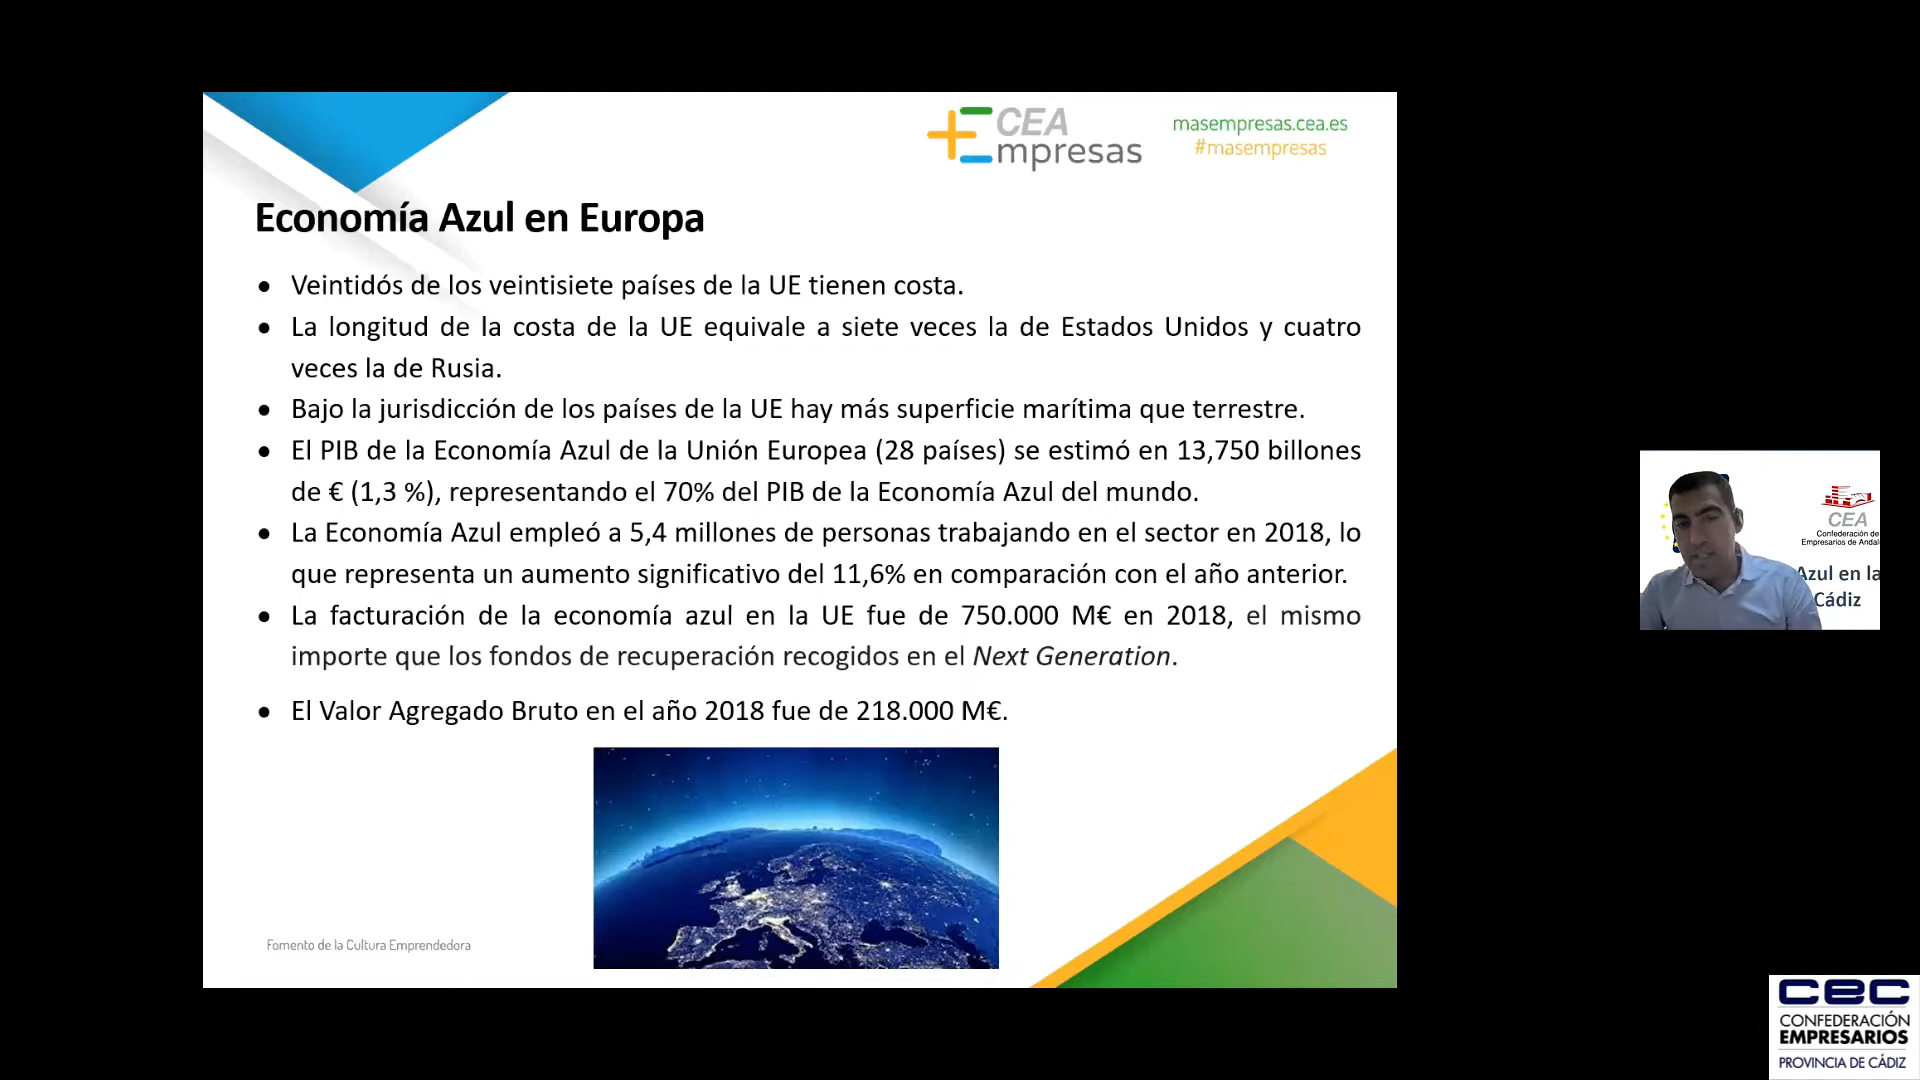 CEA
Empresas
masempresas.cea.es
#masempresas
Economía Azul en Europa
• Veintidós de los veintisiete países de la UE tienen costa.
• La longitud de la costa de la UE equivale a siete veces la de Estados Unidos y cuatro
veces la de Rusia.
• Bajo la jurisdicción de los países de la UE hay más superficie marítima que terrestre.
• El PIB de la Economía Azul de la Unión Europea (28 países) se estimó en 13,750 billones
de € (1,3 %), representando el 70% del PIB de la Economía Azul del mundo.
• La Economía Azul empleó a 5,4 millones de personas trabajando en el sector en 2018, lo
que representa un aumento significativo del 11,6% en comparación con el año anterior.
• La facturación de la economía azul en la UE fue de 750.000 M€ en 2018, el mismo
importe que los fondos de recuperación recogidos en el Next Generation.
• El Valor Agregado Bruto en el año 2018 fue de 218.000 M€.
Fomento de la Cultura Emprendedora
CEA
Confederación de
Empresarios de Andal
Azul en la
Cádiz
cec
CONFEDERACIÓN
EMPRESARIOS
PROVINCIA DE CÁDIZ